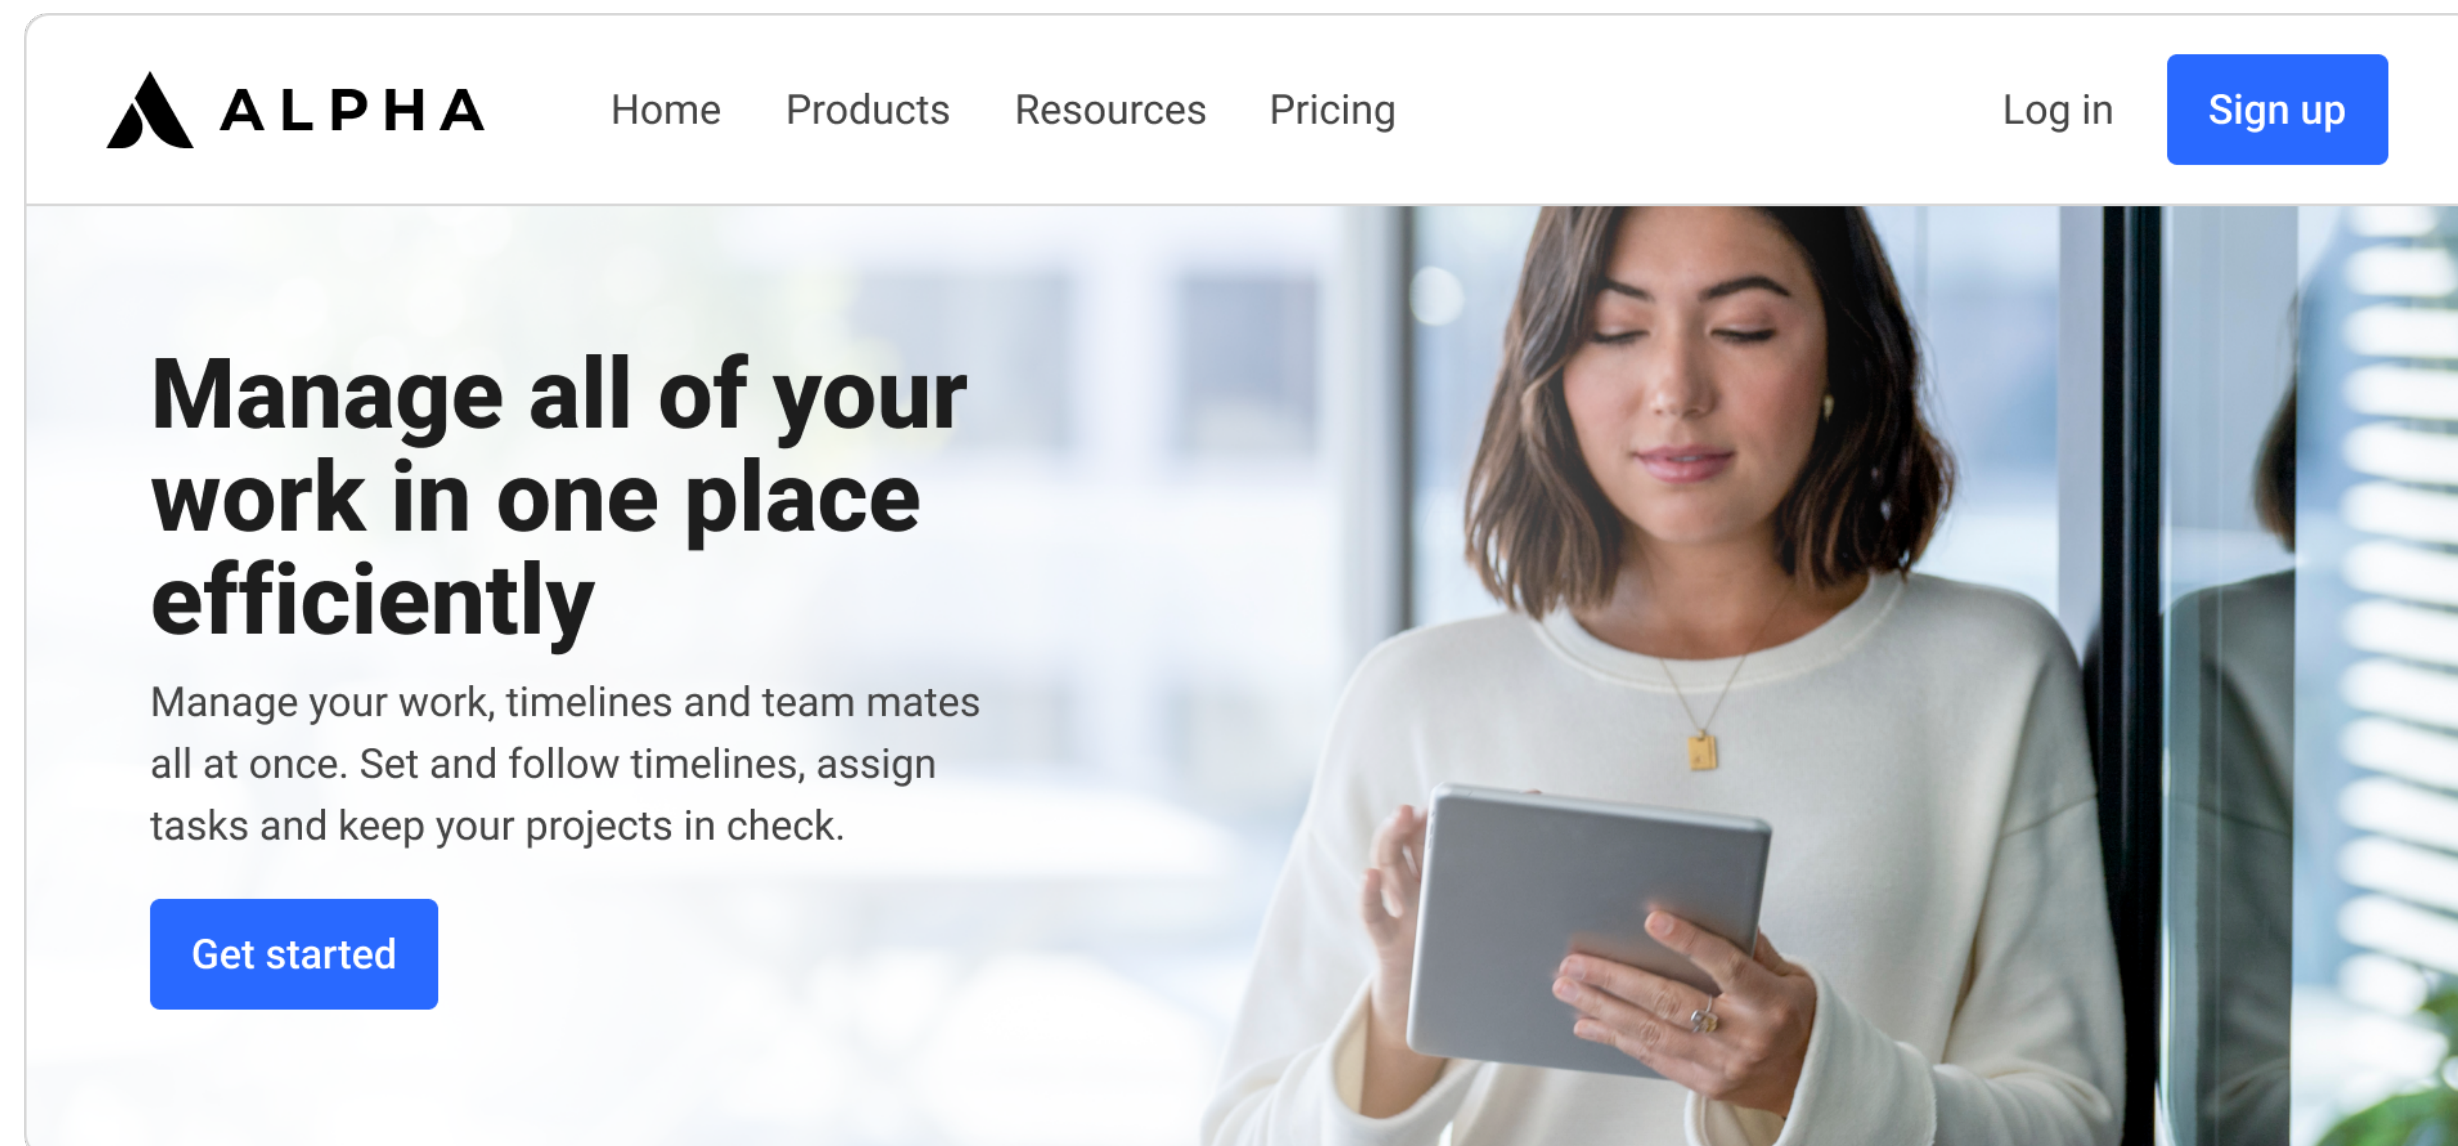 ALPHA
Home
Products
Resources
Pricing
Log in
Sign up
Manage all of your
work in one place
efficiently
Manage your work, timelines and team mates
all at once. Set and follow timelines, assign
tasks and keep your projects in check.
Get started